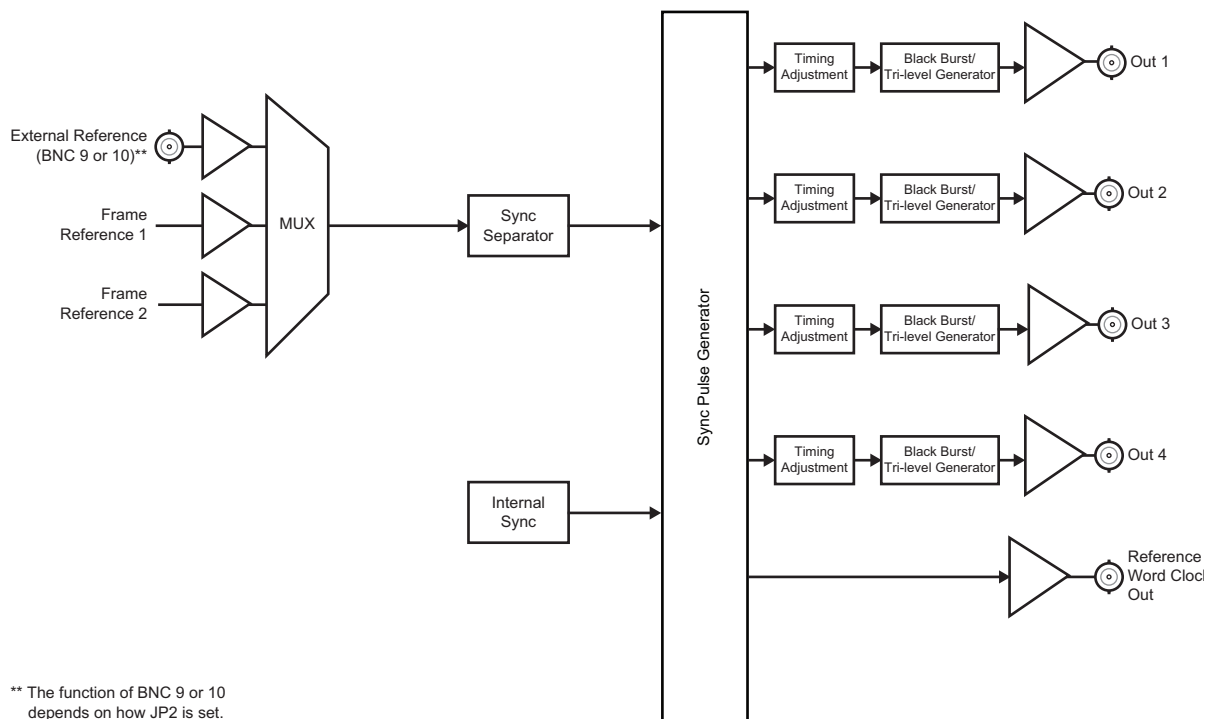 External Reference
(BNC 9 or 10)**
Frame
Reference 1
Frame
Reference 2
MUX
Sync
Separator
Internal
Sync
Sync Pulse Generator
Timing
Adjustment
Black Burst/
Tri-level Generator
Out 1
Timing
Adjustment
Black Burst/
Tri-level Generator
Out 2
Timing
Adjustment
Black Burst/
Tri-level Generator
Out 3
Timing
Adjustment
Black Burst/
Tri-level Generator
Out 4
Reference
Word Clock
Out
** The function of BNC 9 or 10
depends on how JP2 is set.